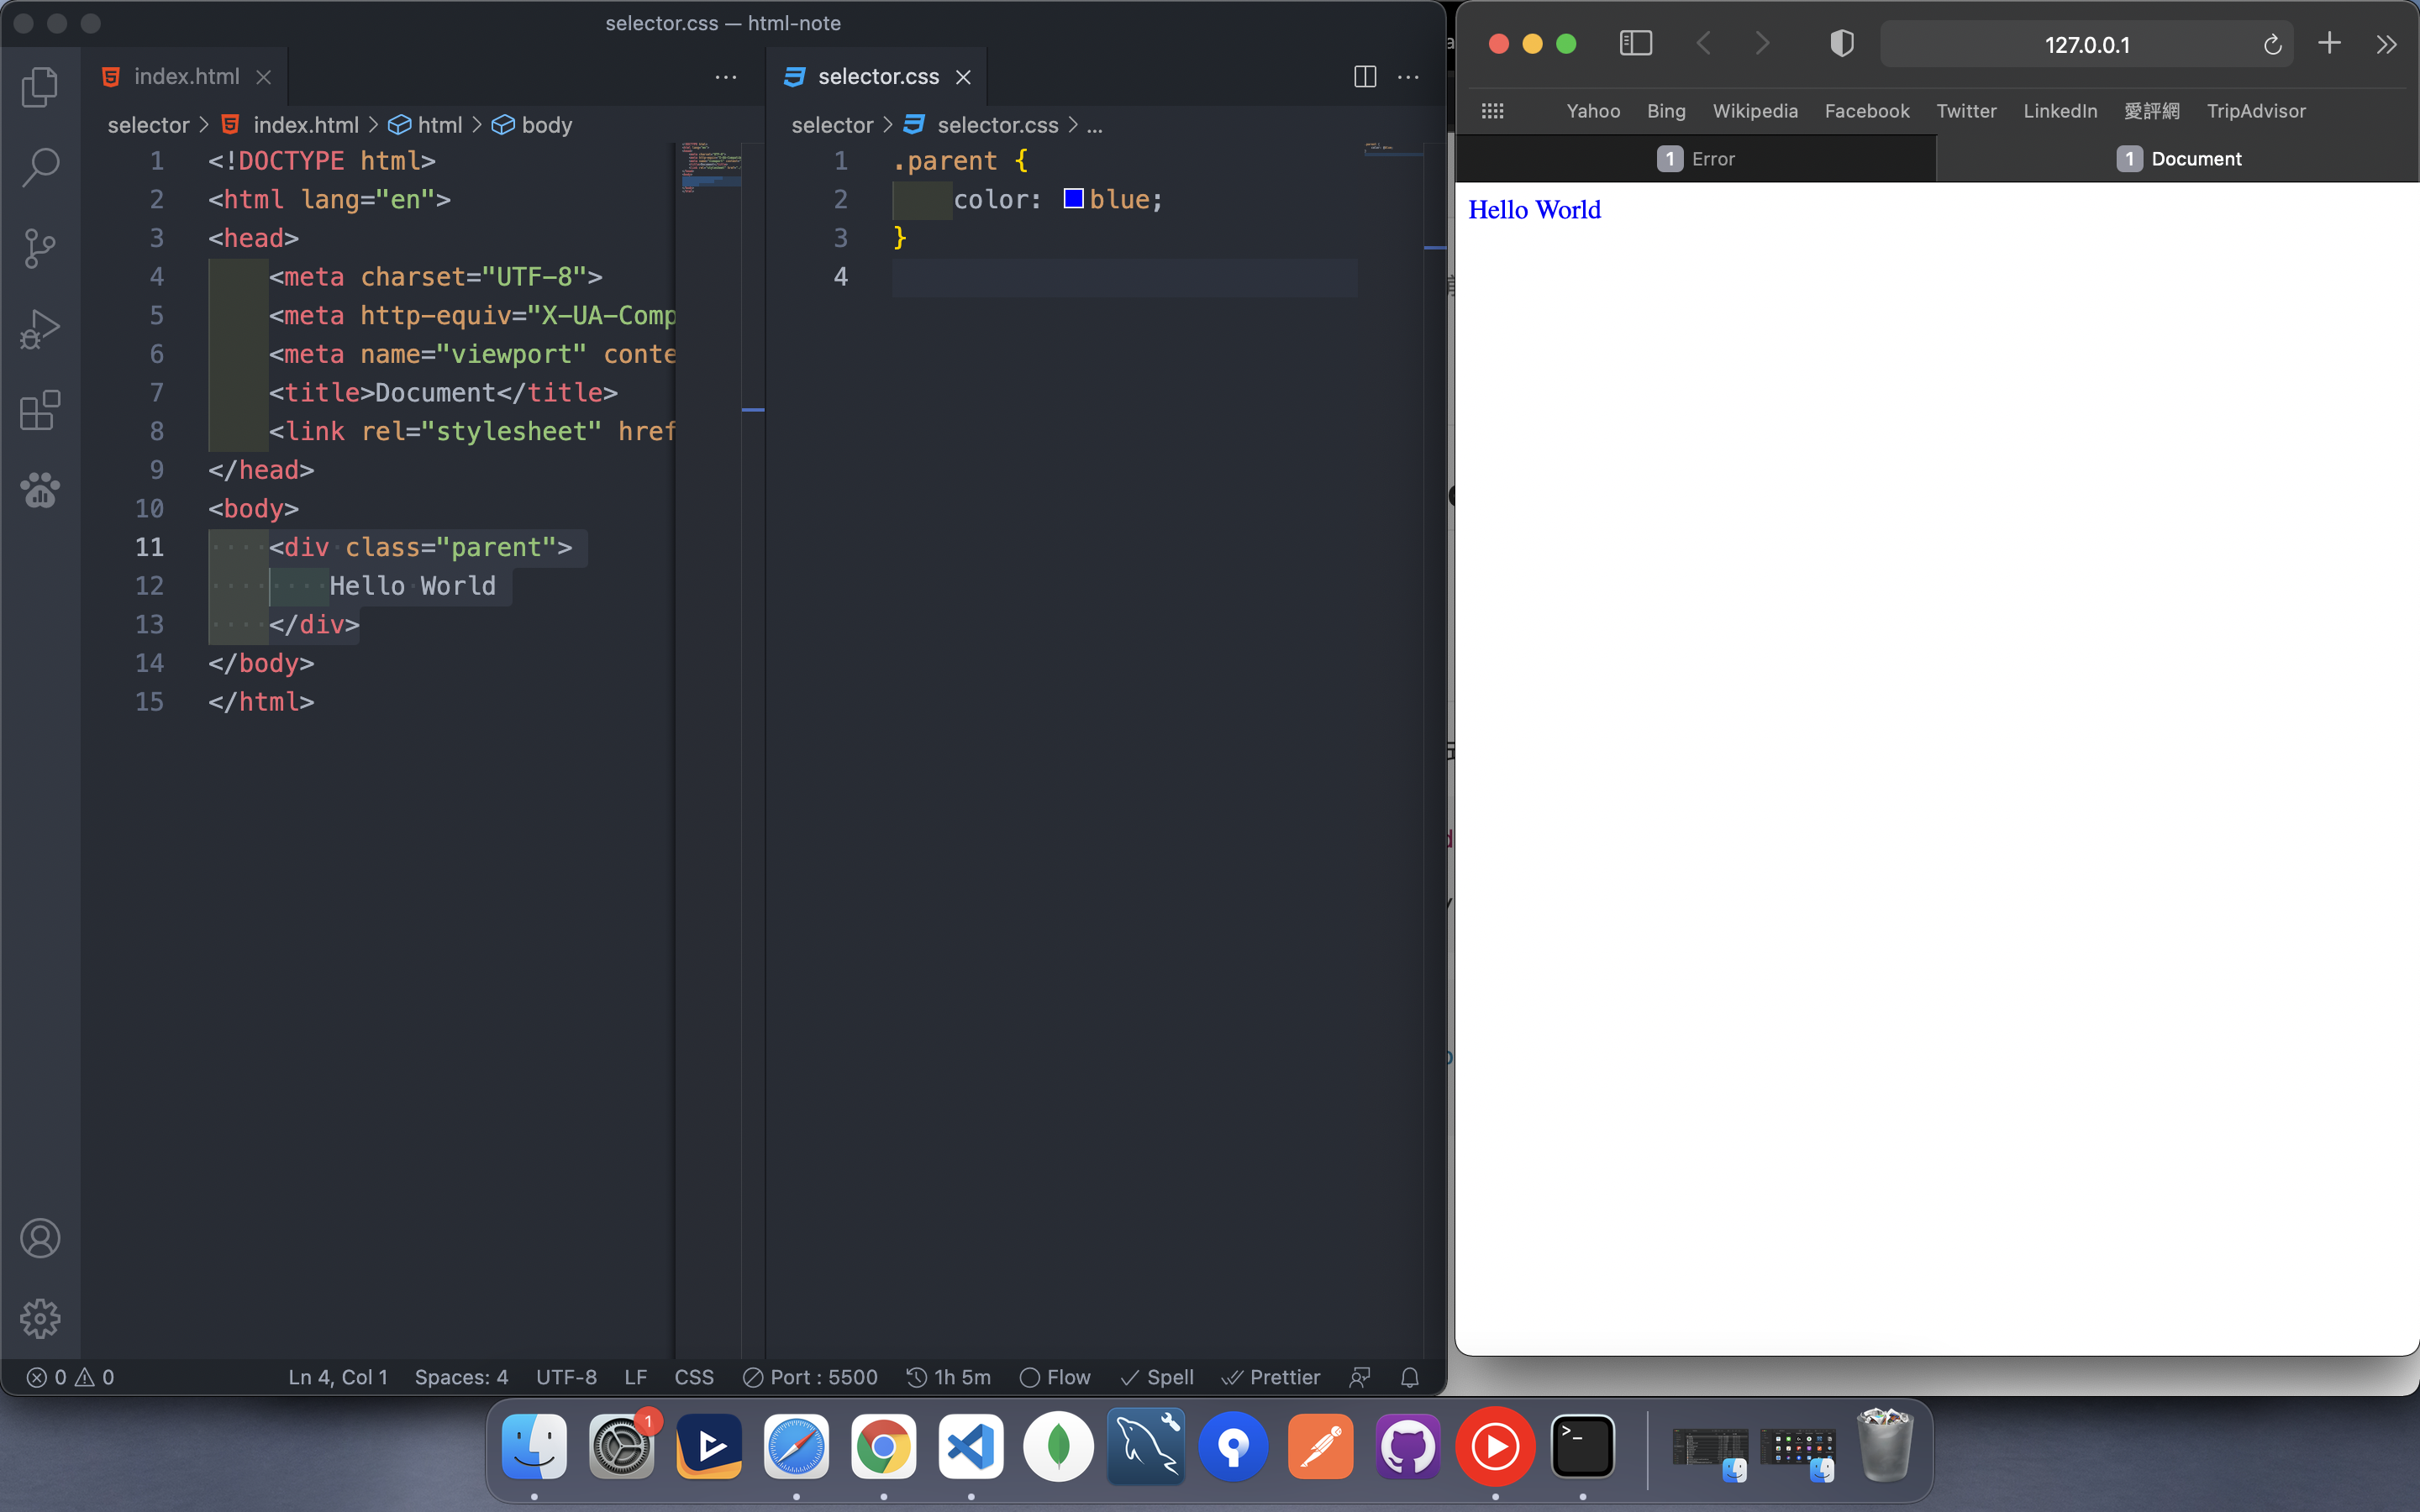 selector.css — html-note
index.html
selector.css
selector > index.html > html > body
1 <!DOCTYPE html>
2 <html lang="en">
3 <head>
4 <meta charset="UTF-8">
5 <meta http-equiv="X-UA-Comp
6 <meta name="viewport" conte
7 <title>Document</title>
8 <link rel="stylesheet" href
9 </head>
10 <body>
11 <div class="parent">
12 Hello World
13 </div>
14 </body>
15 </html>
selector > selector.css > ...
1 .parent {
2 color: blue;
3 }
4
0 0
Ln 4, Col 1 Spaces: 4 UTF-8 LF CSS Port : 5500 1h 5m Flow Spell Prettier
127.0.0.1
Yahoo Bing Wikipedia Facebook Twitter LinkedIn 愛評網 TripAdvisor
1 Error
1 Document
Hello World
1